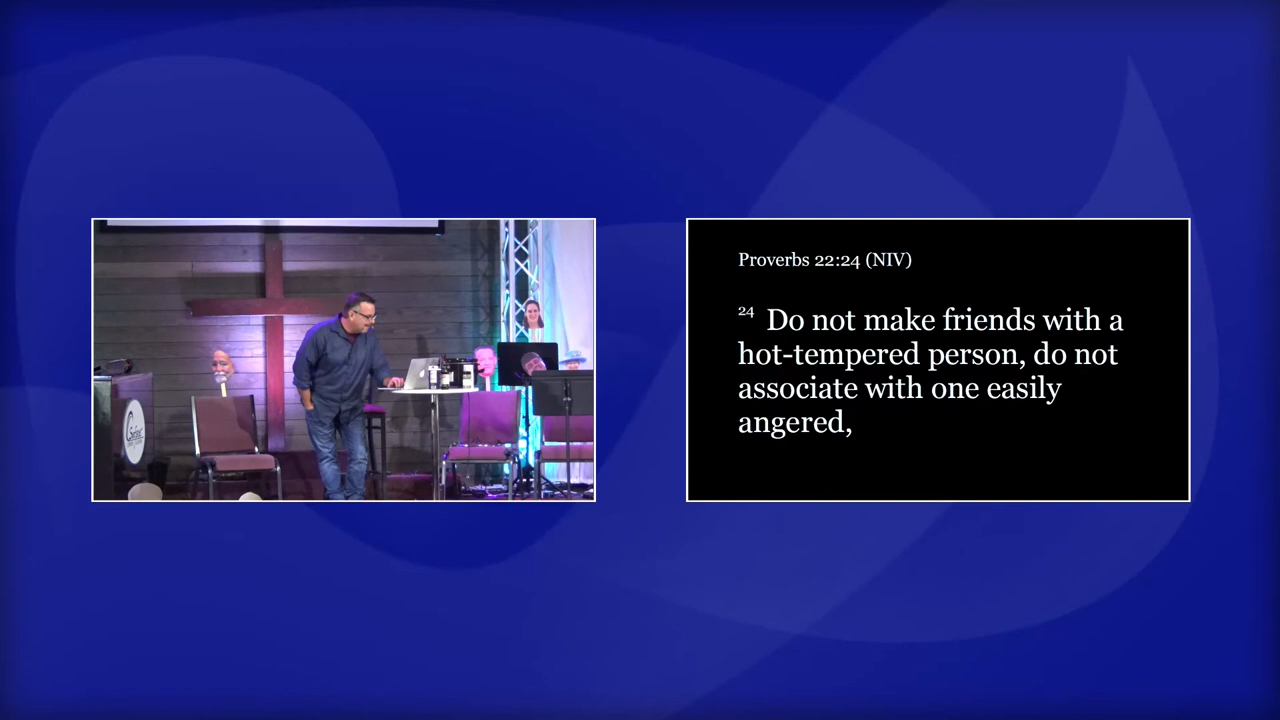 Proverbs 22:24 (NIV)
24 Do not make friends with a
hot-tempered person, do not
associate with one easily
angered,